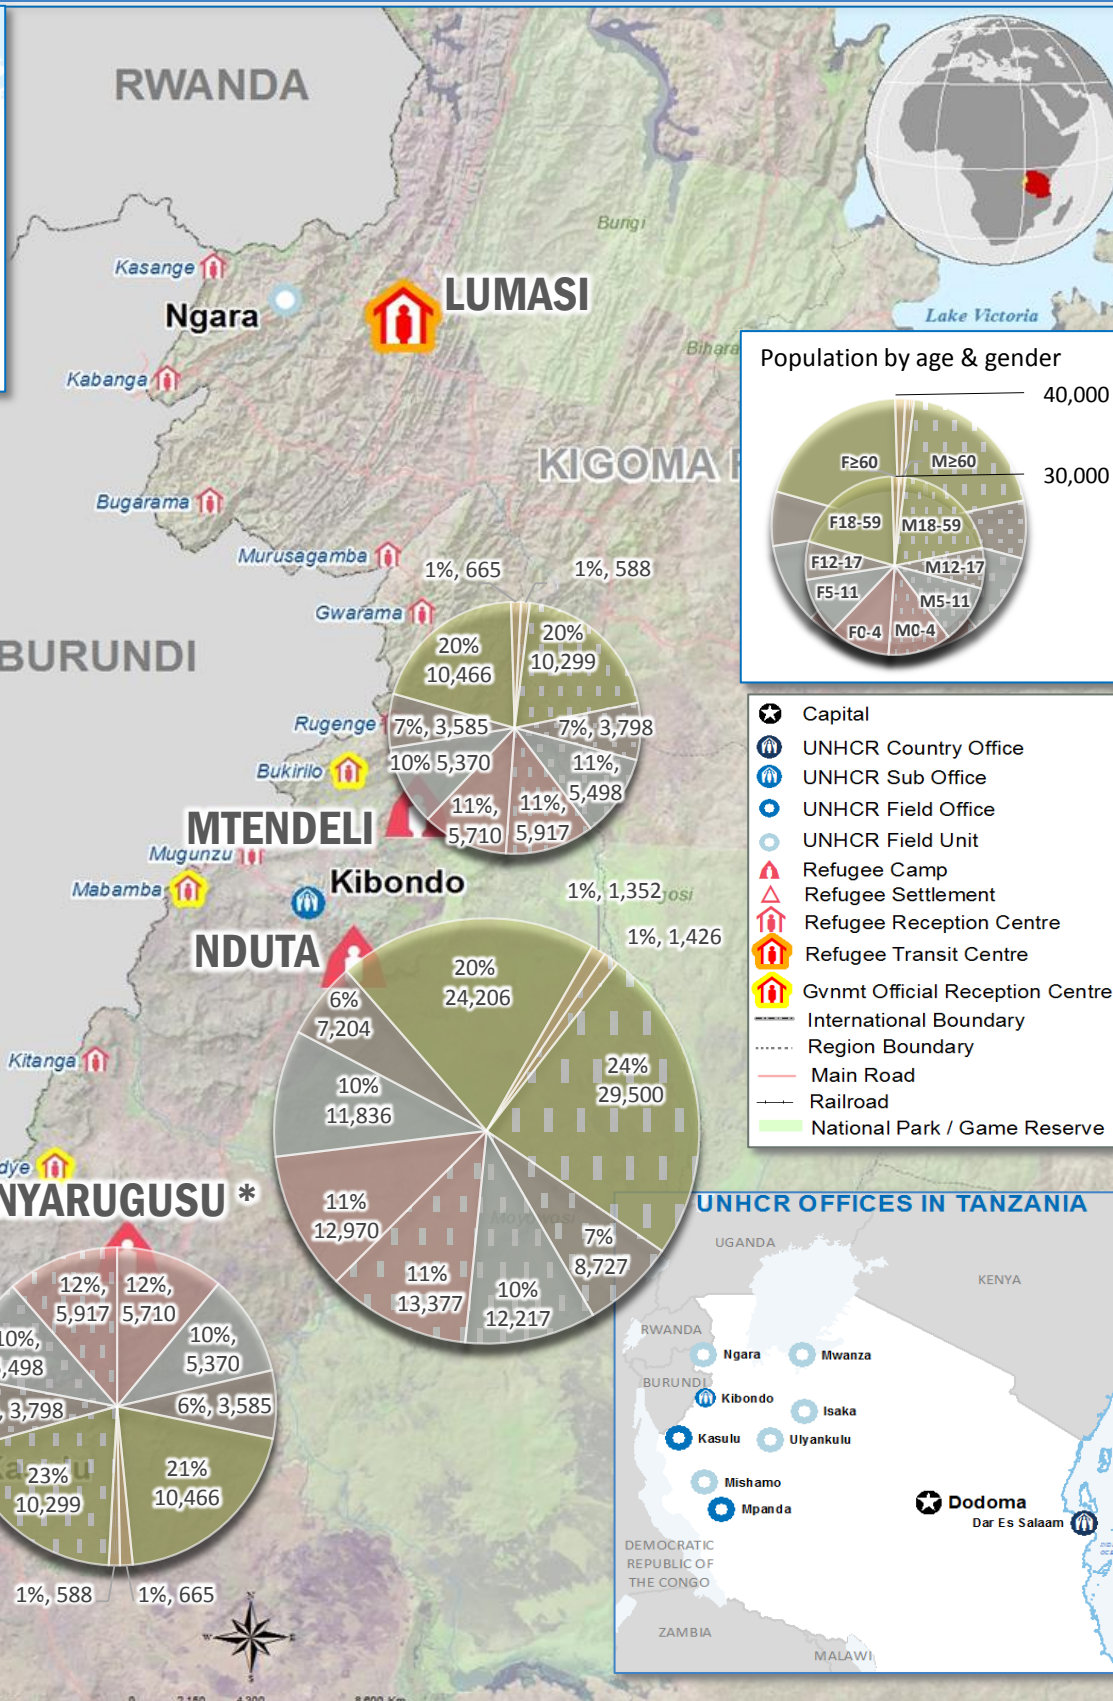 RWANDA
Burigi
Kasange
Ngara
LUMASI
Lake Victoria
Kabanga
Bihara
Population by age & gender
40,000
30,000
F≥60
M≥60
F18-59
M18-59
F12-17
M12-17
F5-11
M5-11
F0-4
M0-4
KIGOMA
Bugarama
Murusagamba
1%, 665
1%, 588
Gwarama
BURUNDI
20%
10,466
20%
10,299
Rugenge
7%, 3,585
7%, 3,798
Bukirilo
10% 5,370
11%,
5,498
11%,
5,710
11%,
5,917
MTENDELI
Mugunzu
Mabamba
Kibondo
NDUTA
1%, 1,352
osi
1%, 1,426
20%
24,206
6%
7,204
24%
29,500
10%
11,836
11%
12,970
11%
13,377
10%
12,217
7%
8,727
Kitanga
dye
NYARUGUSU *
12%,
5,917
12%,
5,710
10%,
,498
10%,
5,370
, 3,798
6%, 3,585
23%
10,299
21%
10,466
1%, 588
1%, 665
N
W
E
S
Capital
UNHCR Country Office
UNHCR Sub Office
UNHCR Field Office
UNHCR Field Unit
Refugee Camp
Refugee Settlement
Refugee Reception Centre
Refugee Transit Centre
Gvnmt Official Reception Centre
International Boundary
Region Boundary
Main Road
Railroad
National Park / Game Reserve
UNHCR OFFICES IN TANZANIA
UGANDA
KENYA
RWANDA
Ngara
Mwanza
BURUNDI
Kibondo
Isaka
Kasulu
Ulyankulu
Mishamo
Mpanda
Dodoma
Dar Es Salaam
DEMOCRATIC
REPUBLIC OF
THE CONGO
ZAMBIA
MALAWI